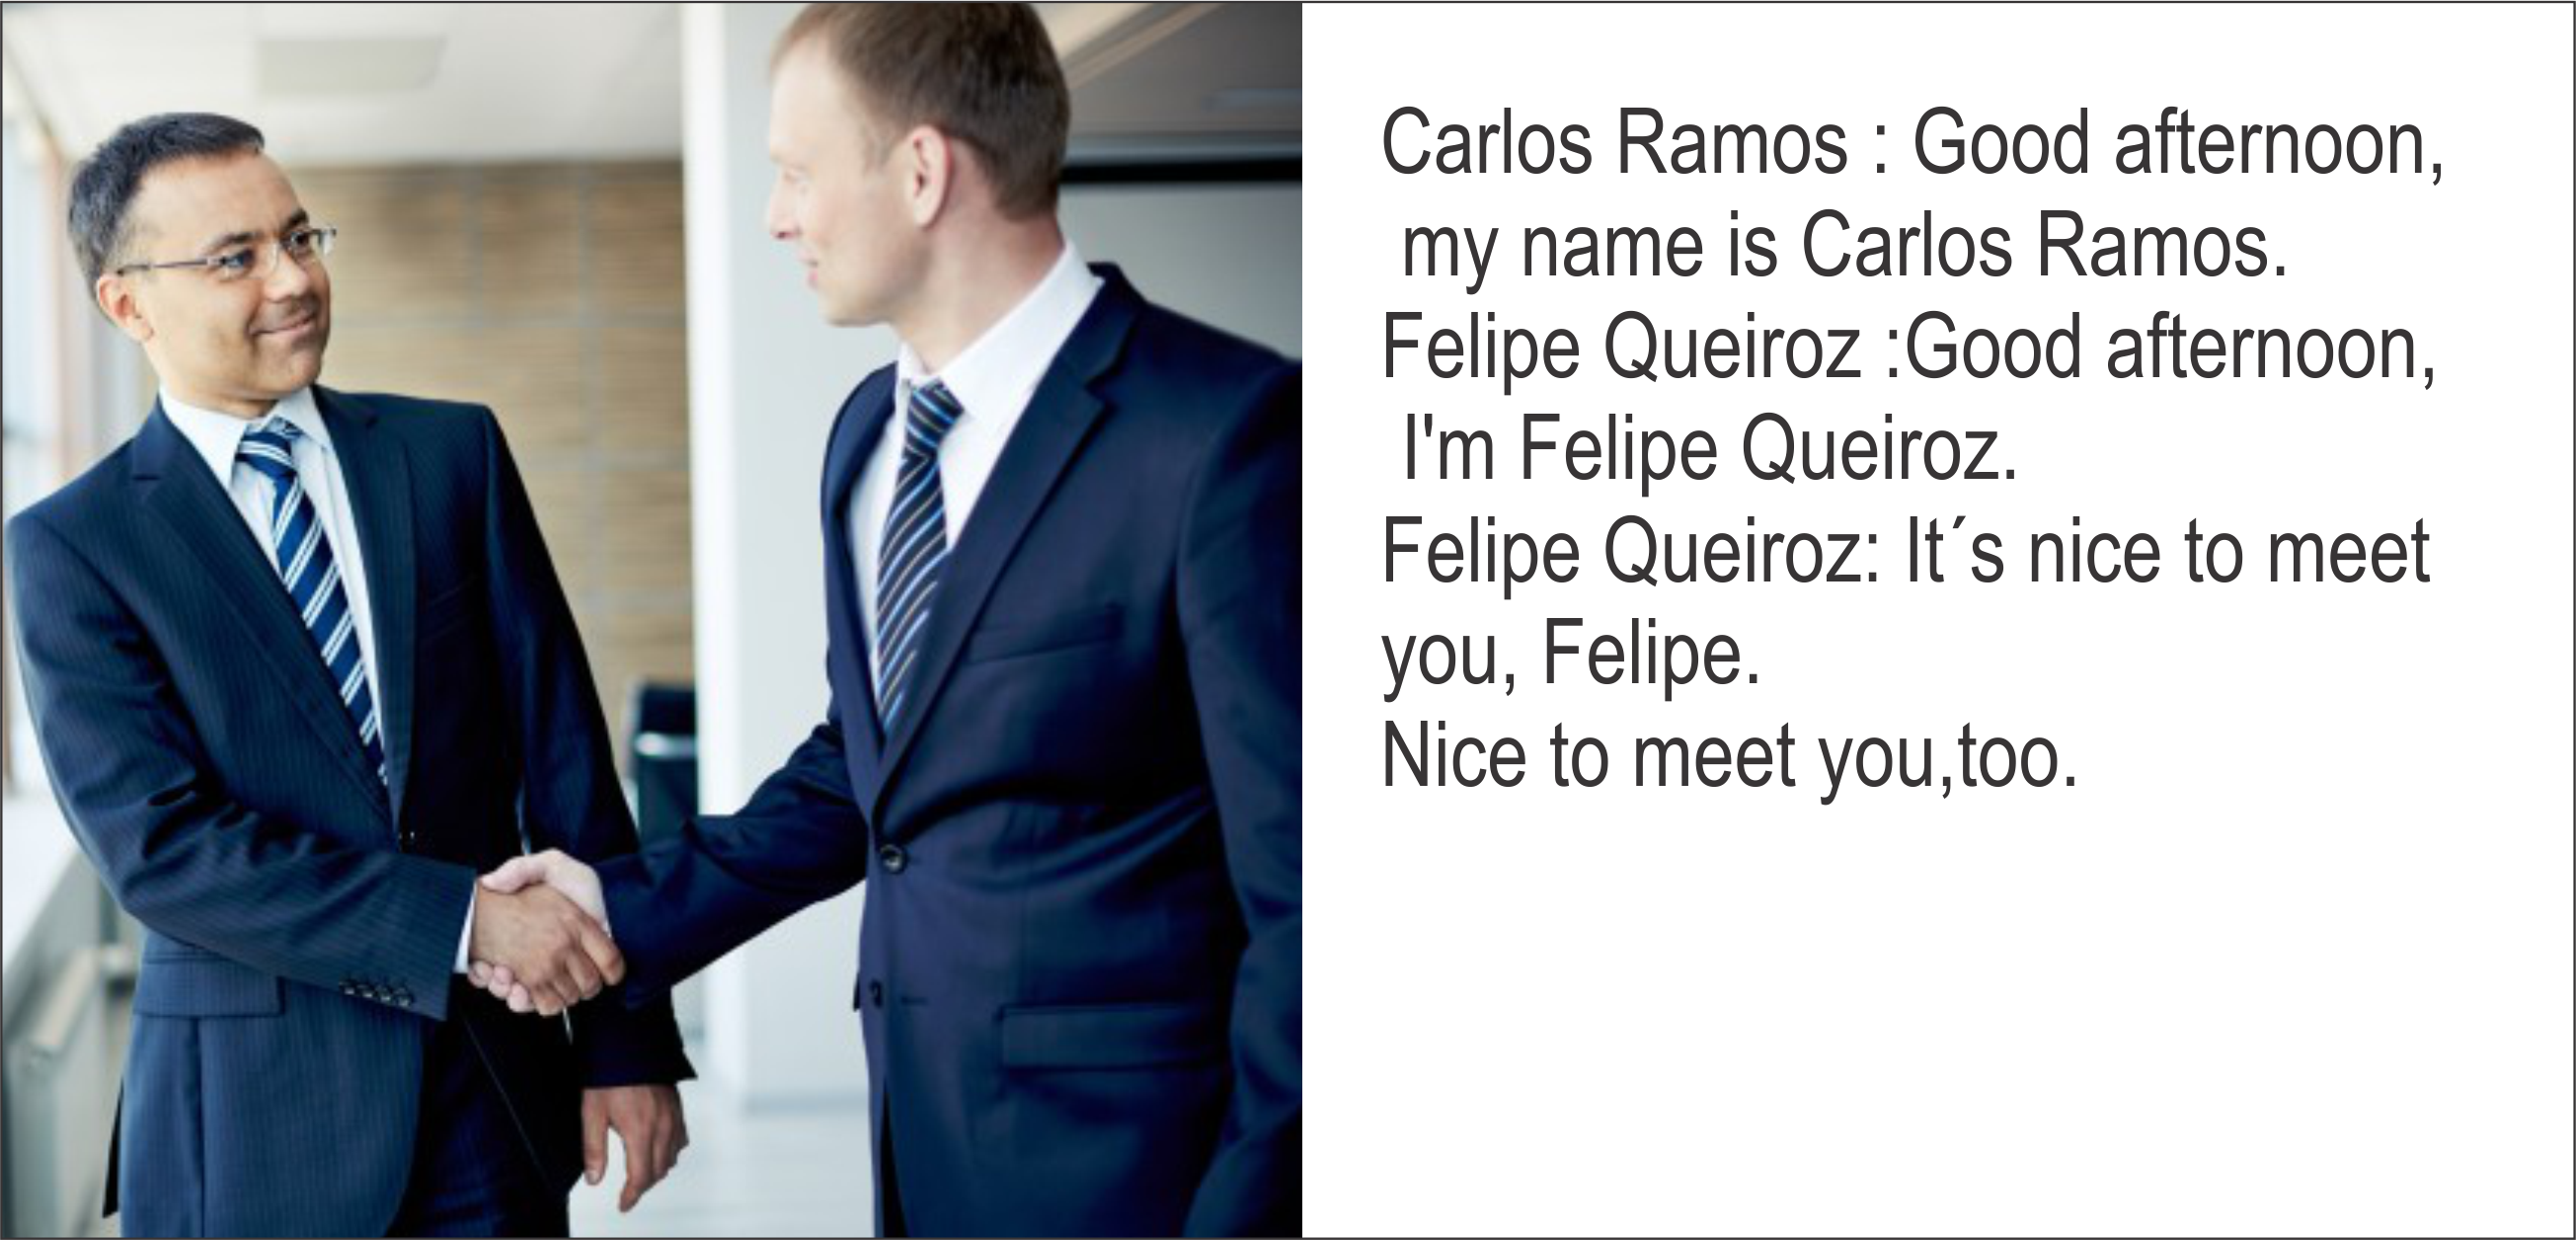 Carlos Ramos : Good afternoon,
my name is Carlos Ramos.
Felipe Queiroz :Good afternoon,
I'm Felipe Queiroz.
Felipe Queiroz: It´s nice to meet
you, Felipe.
Nice to meet you,too.